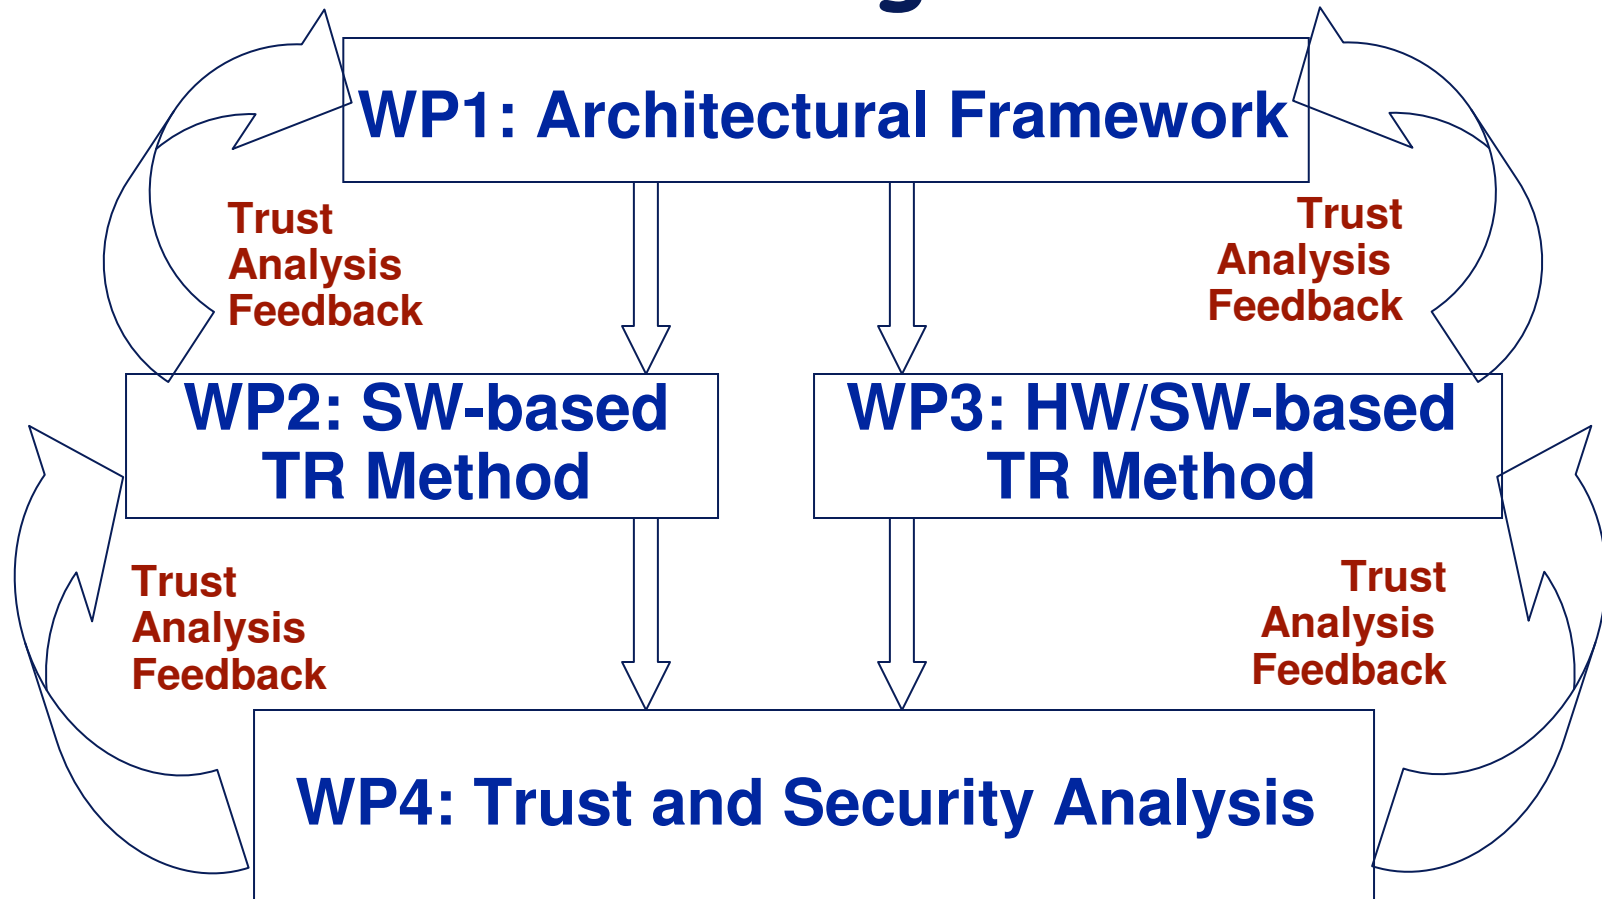 WP1: Architectural Framework
Trust
Analysis
Feedback
Trust
Analysis
Feedback
WP2: SW-based
TR Method
WP3: HW/SW-based
TR Method
Trust
Analysis
Feedback
Trust
Analysis
Feedback
WP4: Trust and Security Analysis